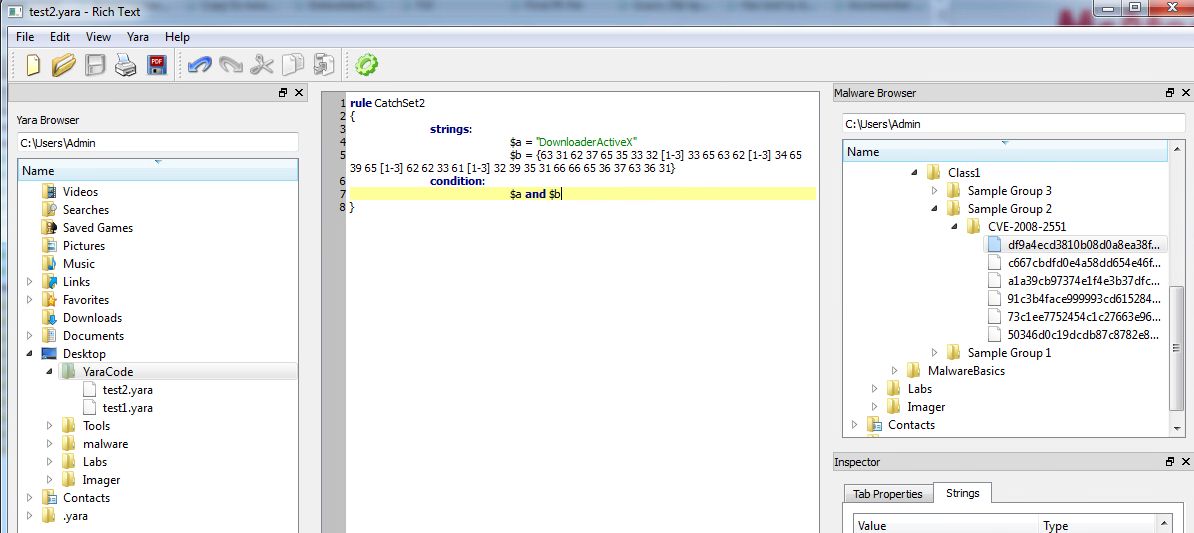 test2.yara - Rich Text
File Edit View Yara Help
PDF
Yara Browser
C:\Users\Admin
Name
Videos
Searches
Saved Games
Pictures
Music
Links
Favorites
Downloads
Documents
Desktop
YaraCode
test2.yara
test1.yara
Tools
malware
Labs
Imager
Contacts
.yara
1 rule CatchSet2
2 {
3 strings:
4 $a = "DownloaderActiveX"
5 $b = {63 31 62 37 65 35 33 32 [1-3] 33 65 63 62 [1-3] 34 65
39 65 [1-3] 62 62 33 61 [1-3] 32 39 35 31 66 66 65 36 37 63 36 31}
6 condition:
7 $a and $b
8 }
Malware Browser
C:\Users\Admin
Name
Class1
Sample Group 3
Sample Group 2
CVE-2008-2551
df9a4ecd3810b08d0a8ea38f...
c667cbdfd0e4a58dd654e46f...
a1a39cb97374e1f4e3b37dfc...
91c3b4face999993cd615284...
73c1ee7752454c1c27663e96...
50346d0c19dcdb87c8782e8...
Sample Group 1
MalwareBasics
Labs
Imager
Contacts
Inspector
Tab Properties Strings
Value Type